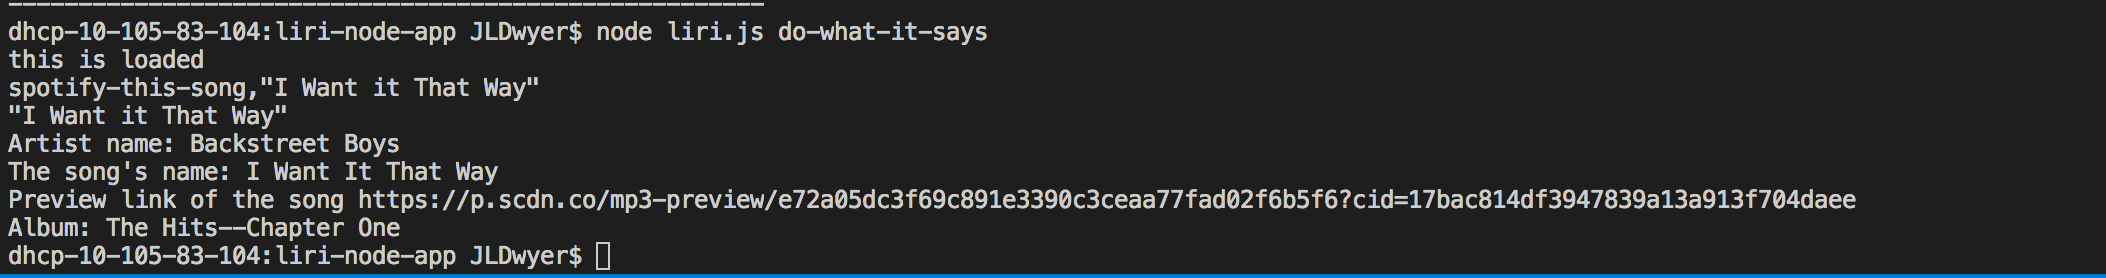 dhcp-10-105-83-104:liri-node-app JLDwyer$ node liri.js do-what-it-says
this is loaded
spotify-this-song,"I Want it That Way"
"I Want it That Way"
Artist name: Backstreet Boys
The song's name: I Want It That Way
Preview link of the song https://p.scdn.co/mp3-preview/e72a05dc3f69c891e3390c3ceaa77fad02f6b5f6?cid=17bac814df3947839a13a913f704daee
Album: The Hits--Chapter One
dhcp-10-105-83-104:liri-node-app JLDwyer$